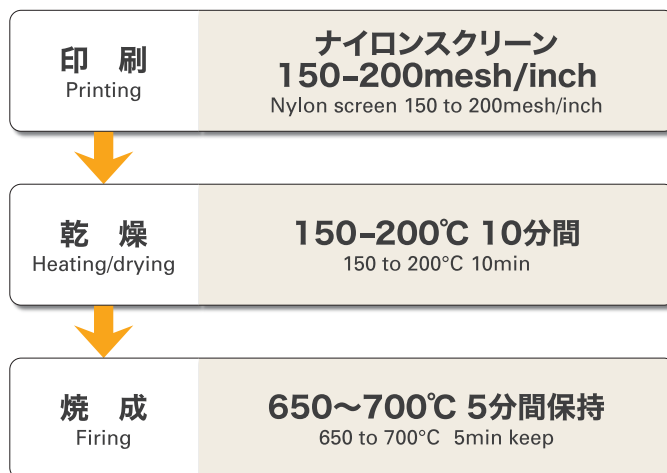 印　刷
Printing
ナイロンスクリーン
150-200mesh/inch
Nylon screen 150 to 200mesh/inch
乾　燥
Heating/drying
150-200℃ 10分間
150 to 200°C 10min
焼　成
Firing
650〜700℃ 5分間保持
650 to 700°C 5min keep